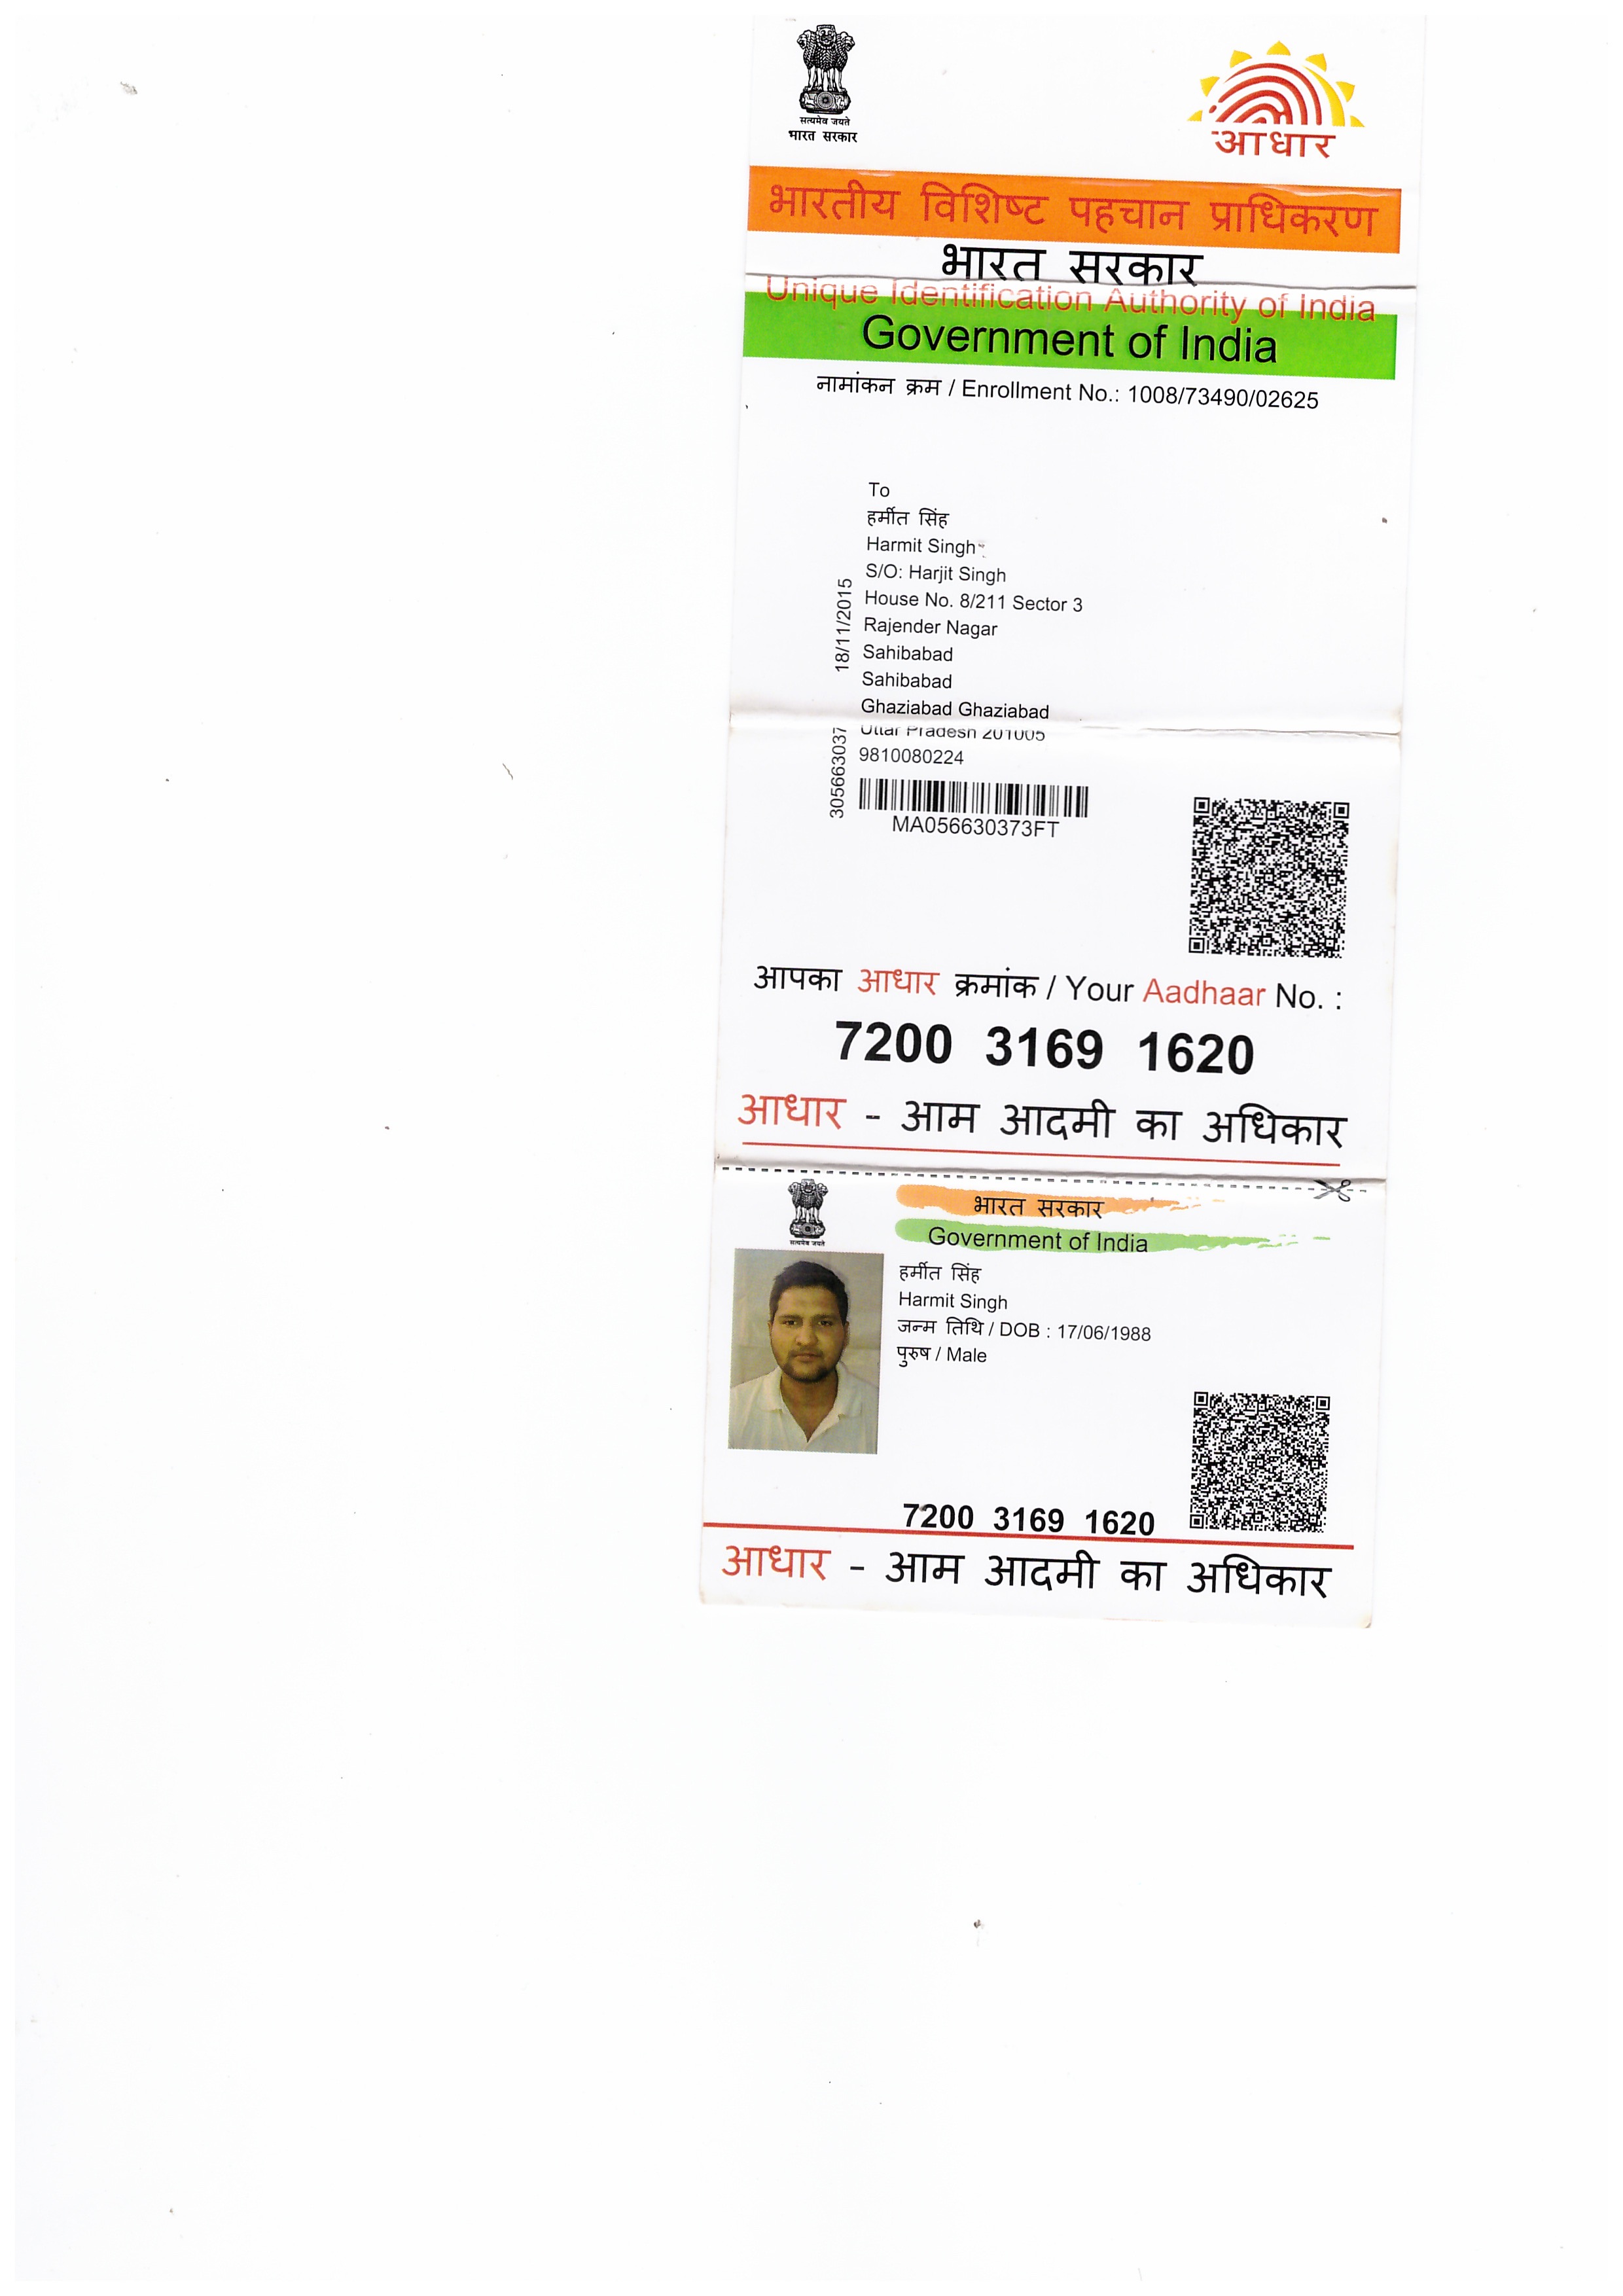 सत्यमेव जयते
भारत सरकार
आधार
भारतीय विशिष्ट पहचान प्राधिकरण
भारत सरकार
Unique Identification Authority of India
Government of India
नामांकन क्रम / Enrollment No.: 1008/73490/02625
To
हर्मीत सिंह
Harmit Singh
S/O: Harjit Singh
House No. 8/211 Sector 3
Rajender Nagar
Sahibabad
Sahibabad
Ghaziabad Ghaziabad
Uttar Pradesh 201005
9810080224
18/11/2015
305663037
MA056630373FT
आपका आधार क्रमांक / Your Aadhaar No. :
7200 3169 1620
आधार - आम आदमी का अधिकार
सत्यमेव जयते
भारत सरकार
Government of India
हर्मीत सिंह
Harmit Singh
जन्म तिथि / DOB : 17/06/1988
पुरुष / Male
7200 3169 1620
आधार - आम आदमी का अधिकार